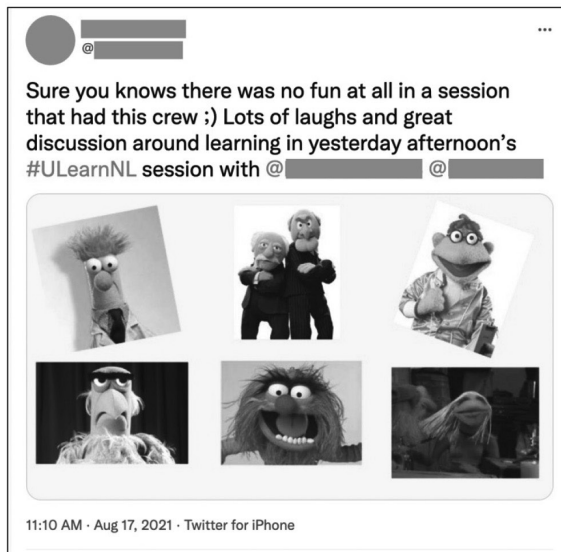 @
Sure you knows there was no fun at all in a session
that had this crew ;) Lots of laughs and great
discussion around learning in yesterday afternoon's
#ULearnNL session with @ @
11:10 AM · Aug 17, 2021 · Twitter for iPhone